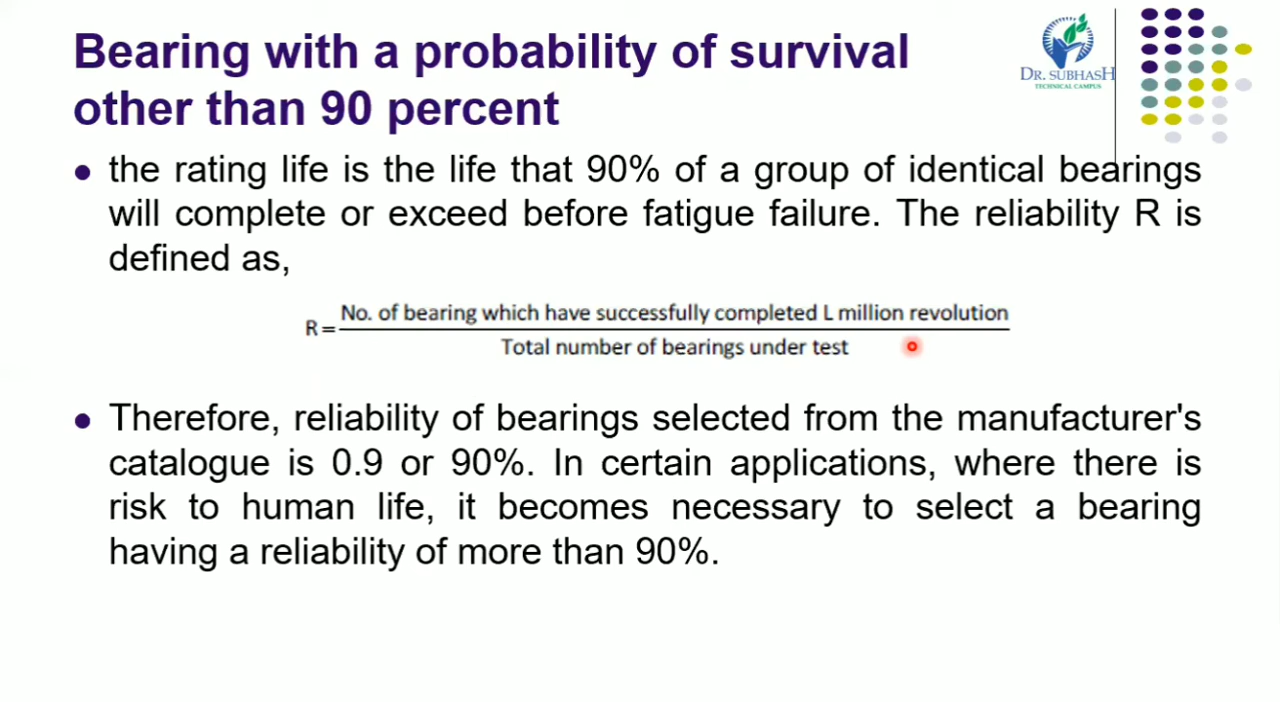 Bearing with a probability of survival
other than 90 percent
DR. SUBHASH
TECHNICAL CAMPUS
• the rating life is the life that 90% of a group of identical bearings
will complete or exceed before fatigue failure. The reliability R is
defined as,
No. of bearing which have successfully completed L million revolution
R=
Total number of bearings under test
• Therefore, reliability of bearings selected from the manufacturer's
catalogue is 0.9 or 90%. In certain applications, where there is
risk to human life, it becomes necessary to select a bearing
having a reliability of more than 90%.